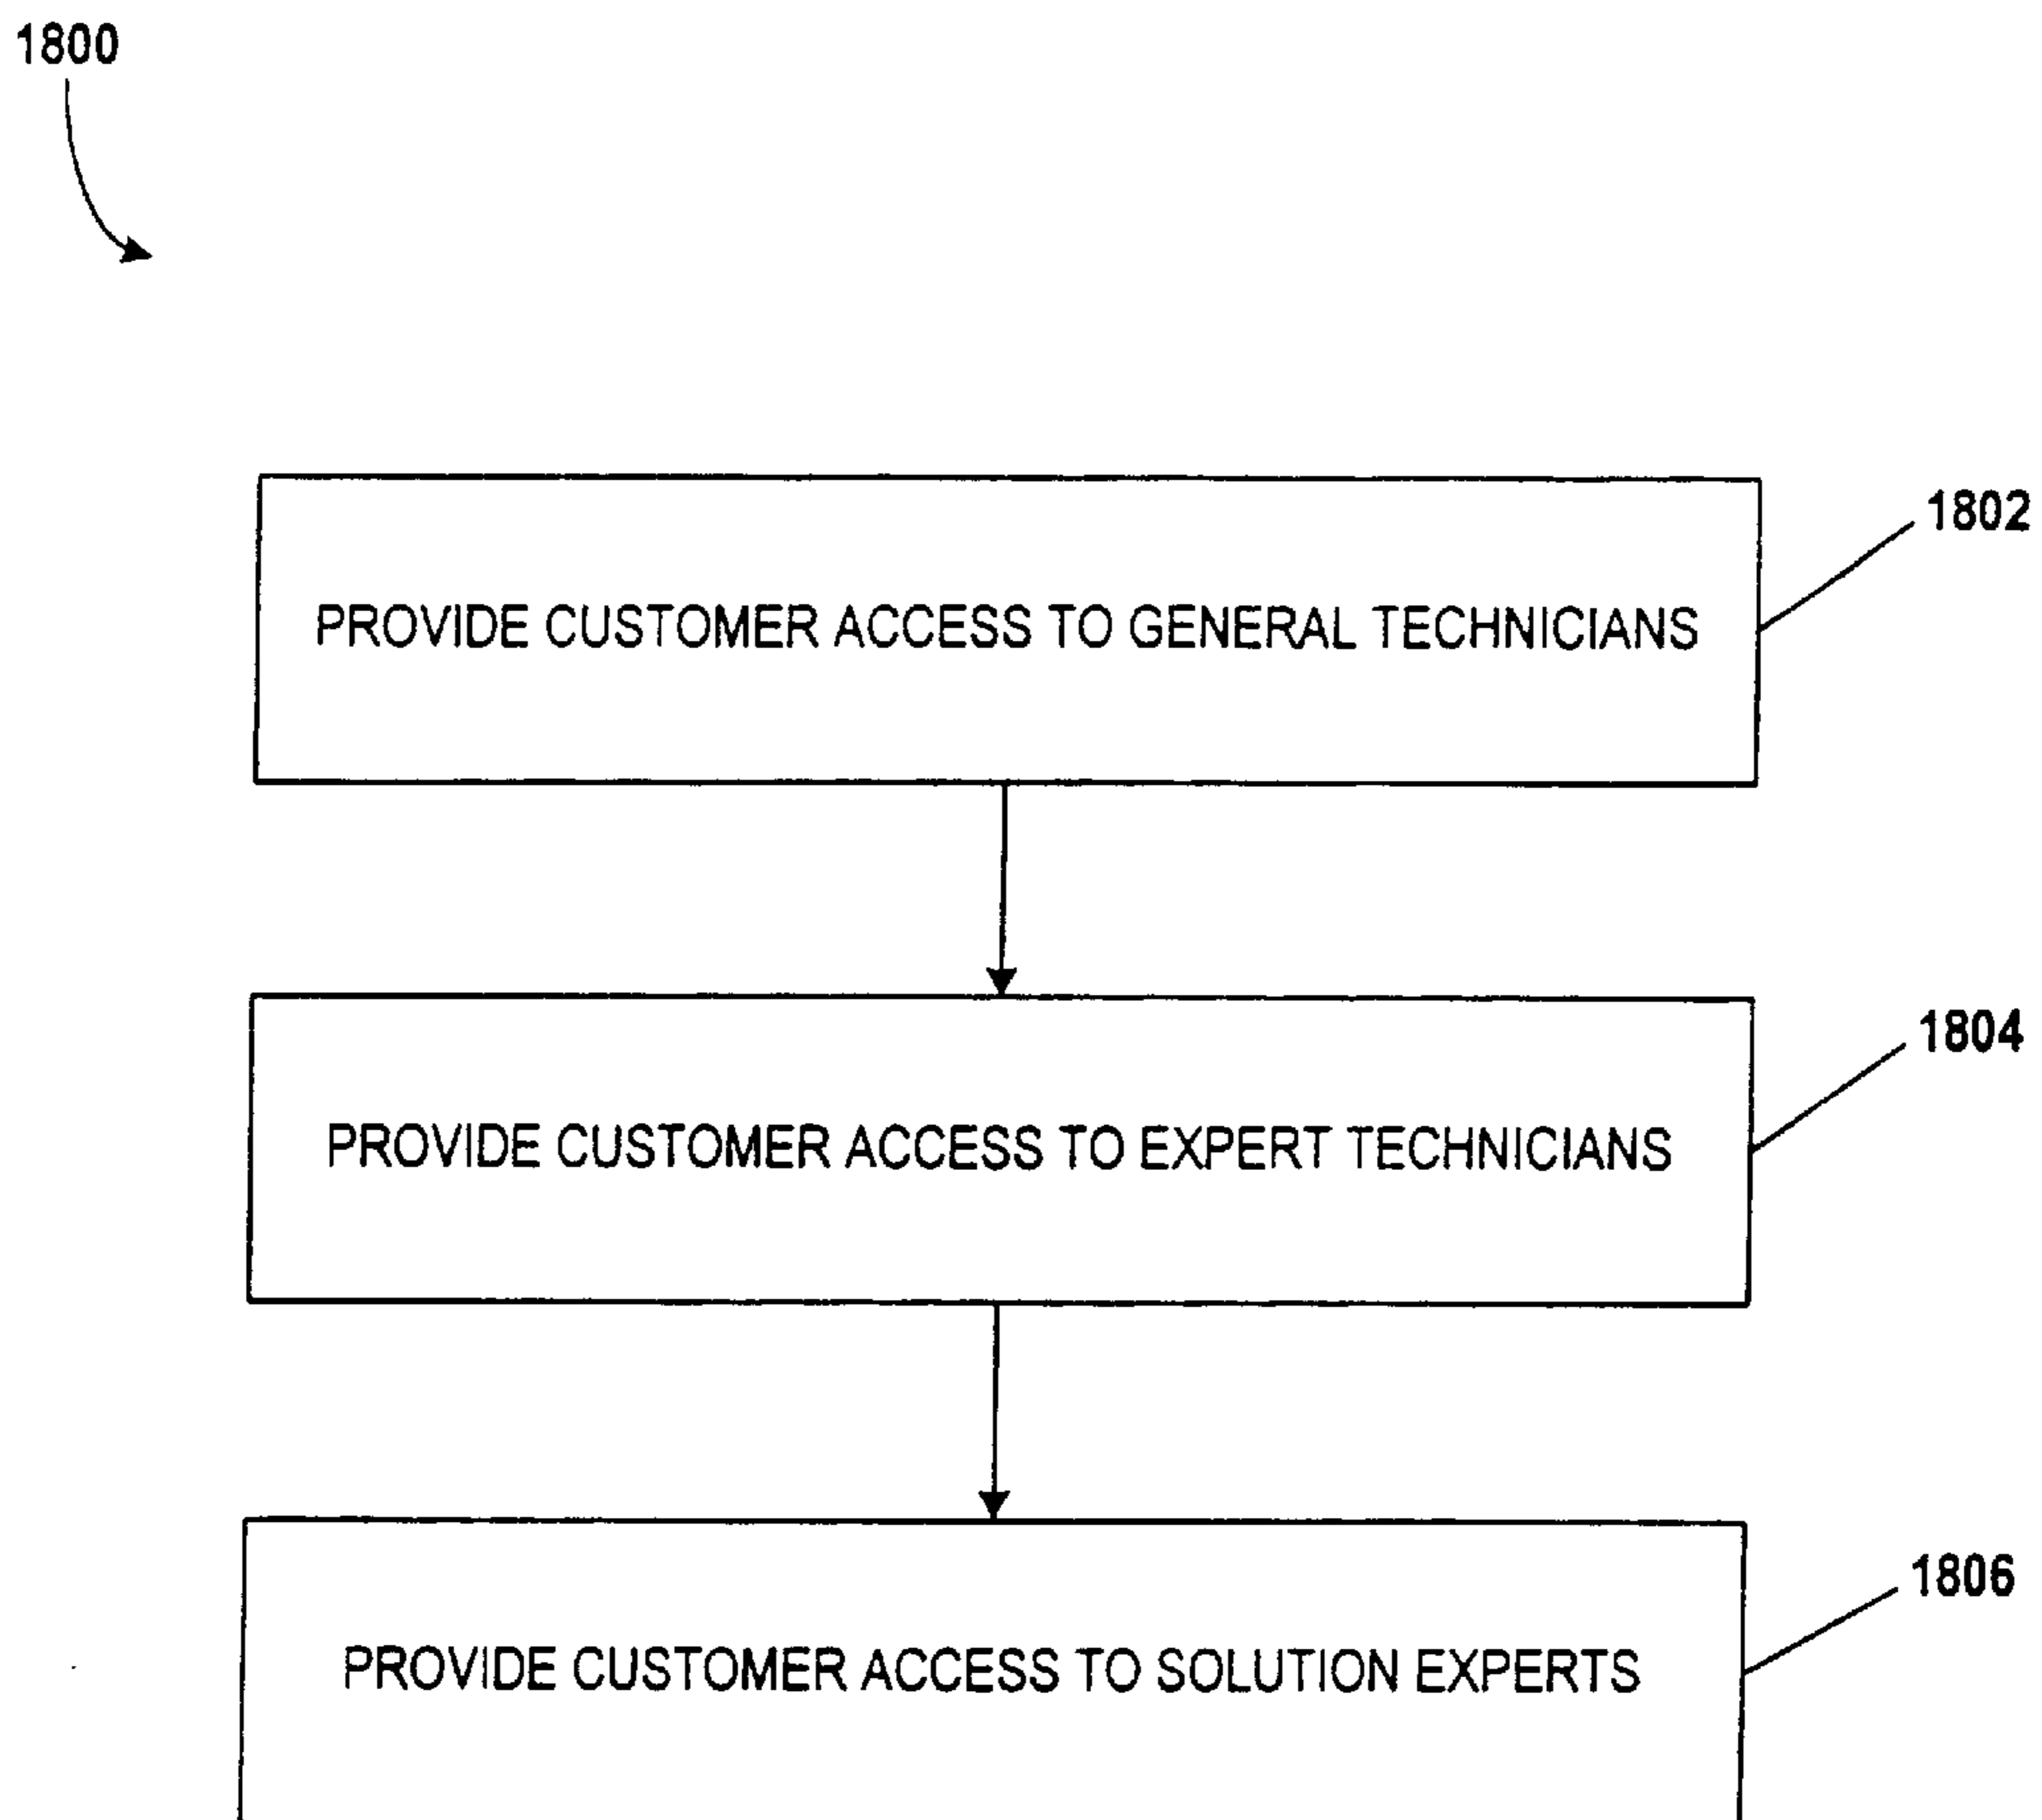 1800
PROVIDE CUSTOMER ACCESS TO GENERAL TECHNICIANS
1802
PROVIDE CUSTOMER ACCESS TO EXPERT TECHNICIANS
1804
PROVIDE CUSTOMER ACCESS TO SOLUTION EXPERTS
1806